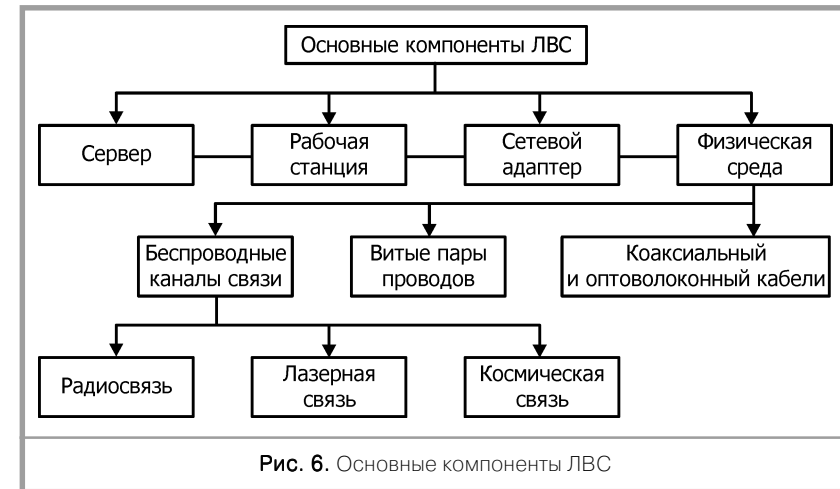 Основные компоненты ЛВС
Сервер
Рабочая
станция
Сетевой
адаптер
Физическая
среда
Беспроводные
каналы связи
Витые пары
проводов
Коаксиальный
и оптоволоконный кабели
Радиосвязь
Лазерная
связь
Космическая
связь
Рис. 6. Основные компоненты ЛВС